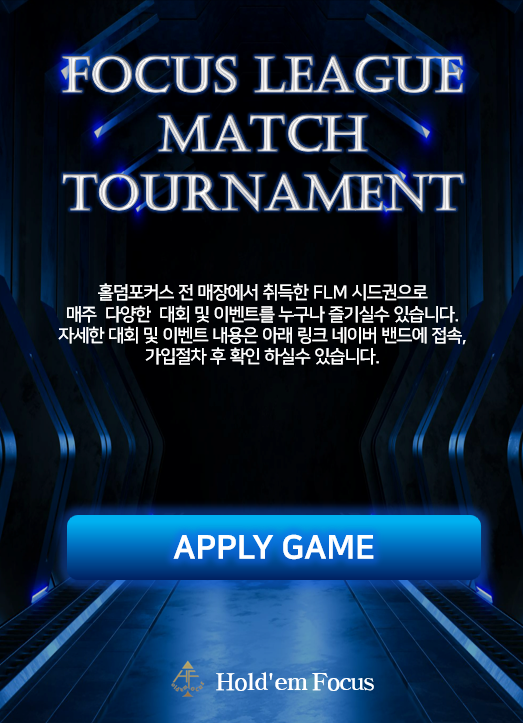 FOCUS LEAGUE
MATCH
TOURNAMENT
홀덤포커스 전 매장에서 취득한 FLM 시드권으로
매주 다양한 대회 및 이벤트를 누구나 즐기실수 있습니다.
자세한 대회 및 이벤트 내용은 아래 링크 네이버 밴드에 접속,
가입절차 후 확인 하실수 있습니다.
APPLY GAME
Hold'em Focus